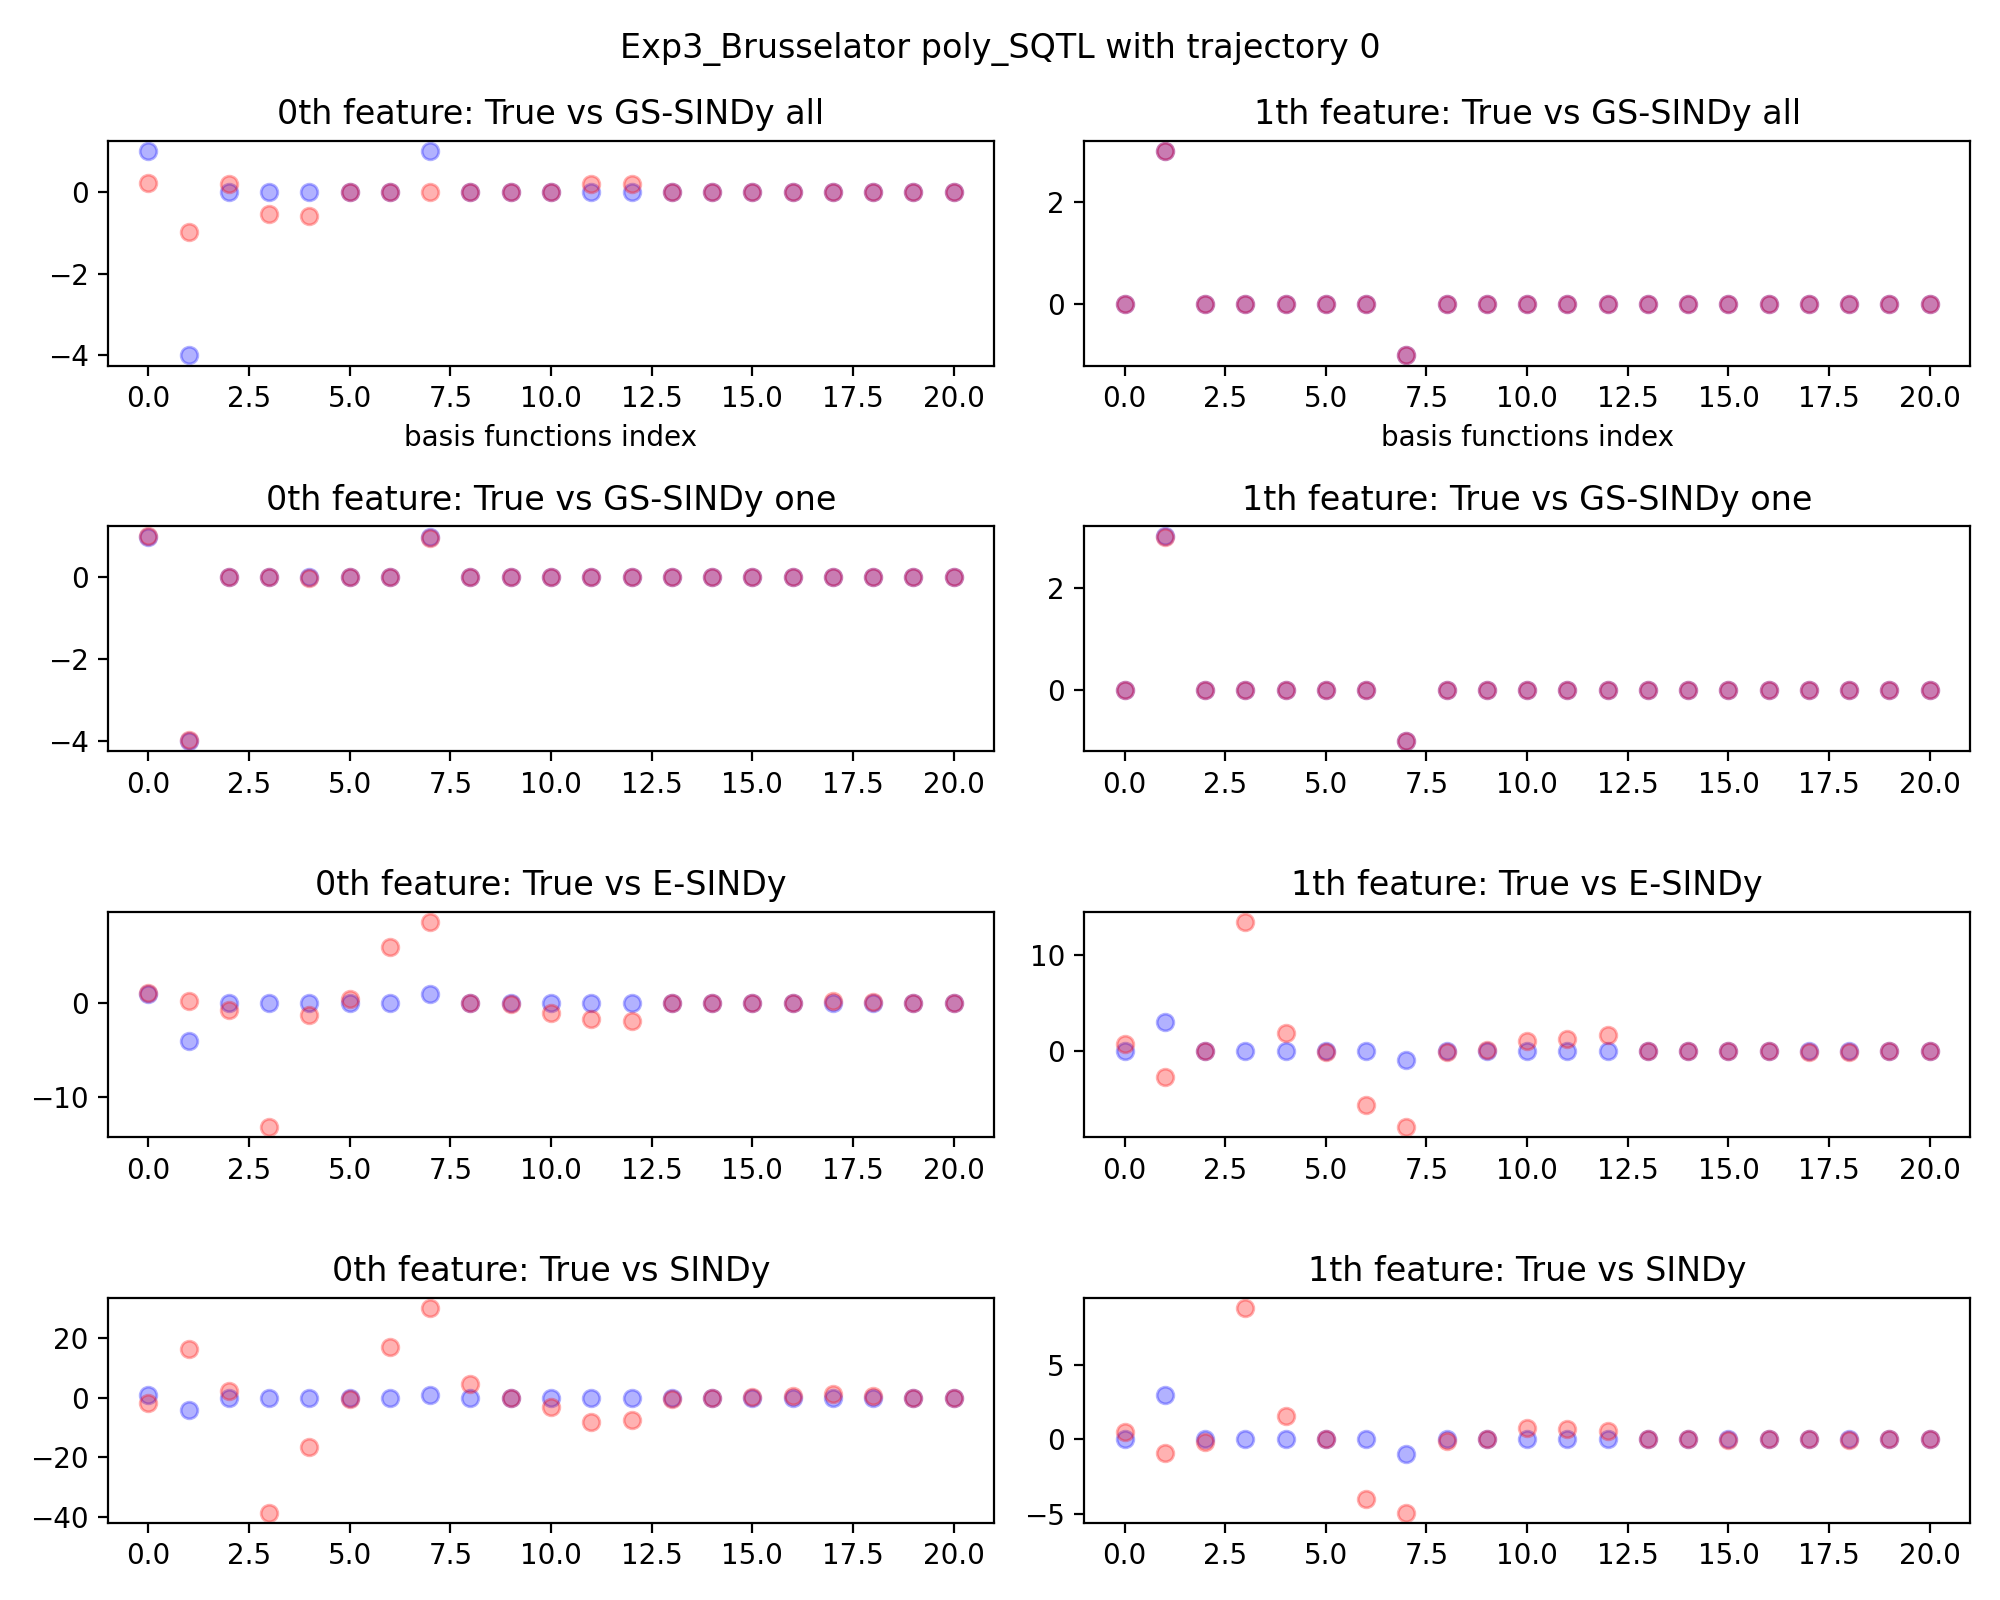 Exp3_Brusselator poly_SQTL with trajectory 0
0th feature: True vs GS-SINDy all
1th feature: True vs GS-SINDy all
0
−2
−4
2
0
0.0 2.5 5.0 7.5 10.0 12.5 15.0 17.5 20.0
0.0 2.5 5.0 7.5 10.0 12.5 15.0 17.5 20.0
basis functions index
basis functions index
0th feature: True vs GS-SINDy one
1th feature: True vs GS-SINDy one
0
−2
−4
2
0
0.0 2.5 5.0 7.5 10.0 12.5 15.0 17.5 20.0
0.0 2.5 5.0 7.5 10.0 12.5 15.0 17.5 20.0
0th feature: True vs E-SINDy
1th feature: True vs E-SINDy
0
−10
10
0
0.0 2.5 5.0 7.5 10.0 12.5 15.0 17.5 20.0
0.0 2.5 5.0 7.5 10.0 12.5 15.0 17.5 20.0
0th feature: True vs SINDy
1th feature: True vs SINDy
20
0
−20
−40
5
0
−5
0.0 2.5 5.0 7.5 10.0 12.5 15.0 17.5 20.0
0.0 2.5 5.0 7.5 10.0 12.5 15.0 17.5 20.0